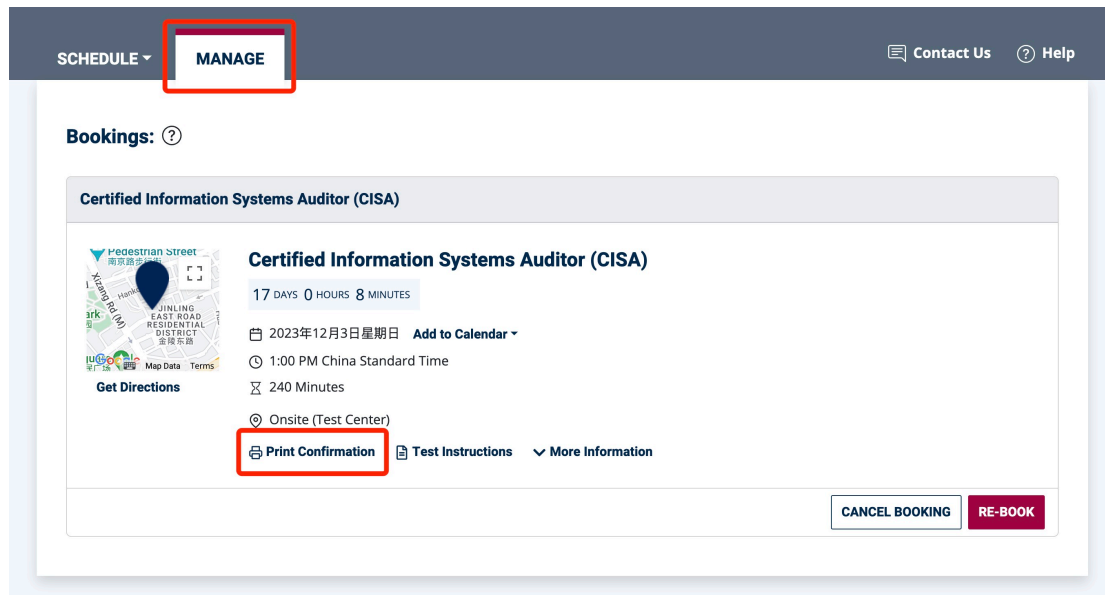 SCHEDULE
MANAGE
Contact Us
Help
Bookings:
Certified Information Systems Auditor (CISA)
Pedestrian Street
南京路步行街
Xizang Rd (M)
JINLING
EAST ROAD
RESIDENTIAL
DISTRICT
金陵东路
Map Data
Terms
Get Directions
Certified Information Systems Auditor (CISA)
17 DAYS 0 HOURS 8 MINUTES
2023年12月3日星期日 Add to Calendar
1:00 PM China Standard Time
240 Minutes
Onsite (Test Center)
Print Confirmation
Test Instructions
More Information
CANCEL BOOKING
RE-BOOK